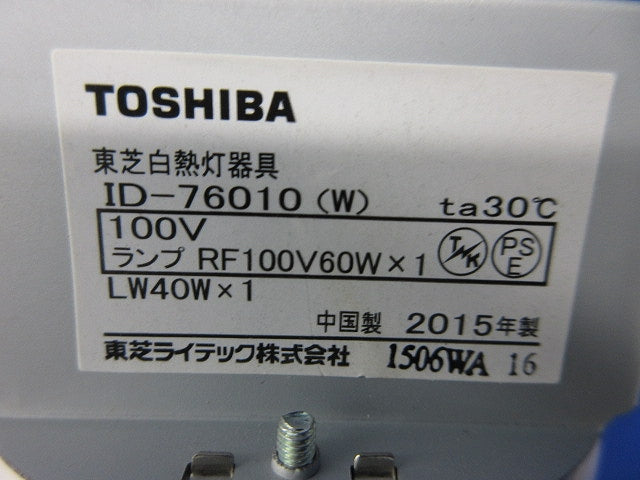 TOSHIBA
東芝白熱灯器具
ID-76010 (W) ta30℃
100V
ランプ RF100V60W×1
PS
E
LW40W×1
中国製 2015年製
東芝ライテック株式会社 1506WA 16